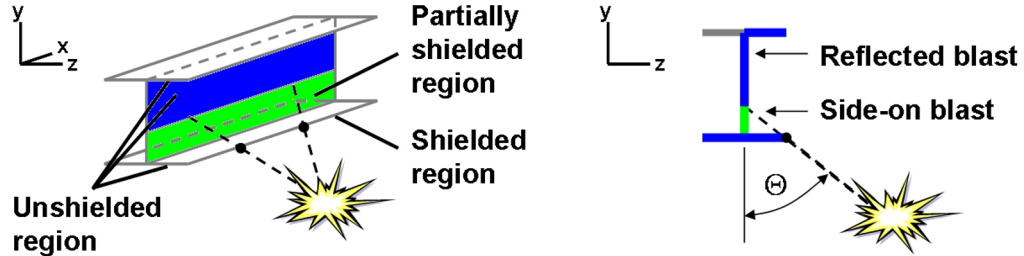 y
x
z
Partially
shielded
region
Shielded
region
Unshielded
region
y
z
Reflected blast
Side-on blast
Θ